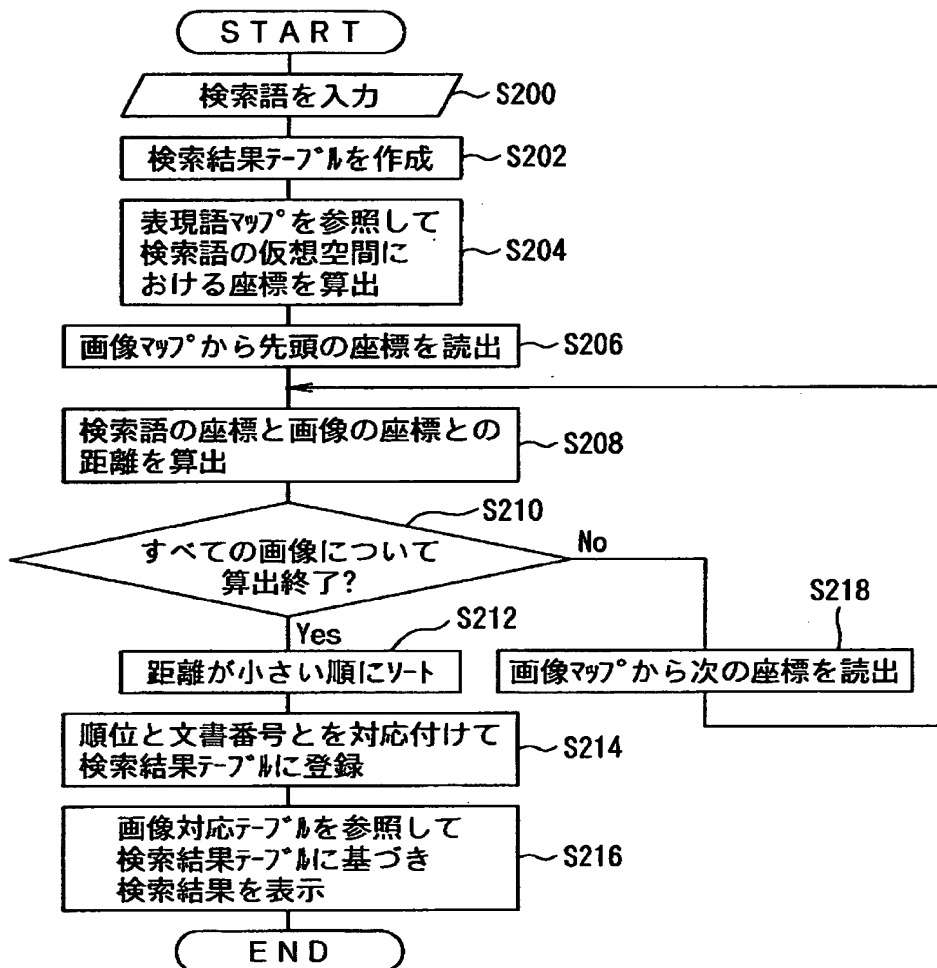 START
検索語を入力
S200
検索結果ﾃｰﾌﾞﾙを作成
S202
表現語ﾏｯﾌﾟを参照して
検索語の仮想空間に
おける座標を算出
S204
画像ﾏｯﾌﾟから先頭の座標を読出
S206
検索語の座標と画像の座標との
距離を算出
S208
S210
すべての画像について
算出終了?
No
Yes
S212
距離が小さい順にｿｰﾄ
S218
画像ﾏｯﾌﾟから次の座標を読出
順位と文書番号とを対応付けて
検索結果ﾃｰﾌﾞﾙに登録
S214
画像対応ﾃｰﾌﾞﾙを参照して
検索結果ﾃｰﾌﾞﾙに基づき
検索結果を表示
S216
END